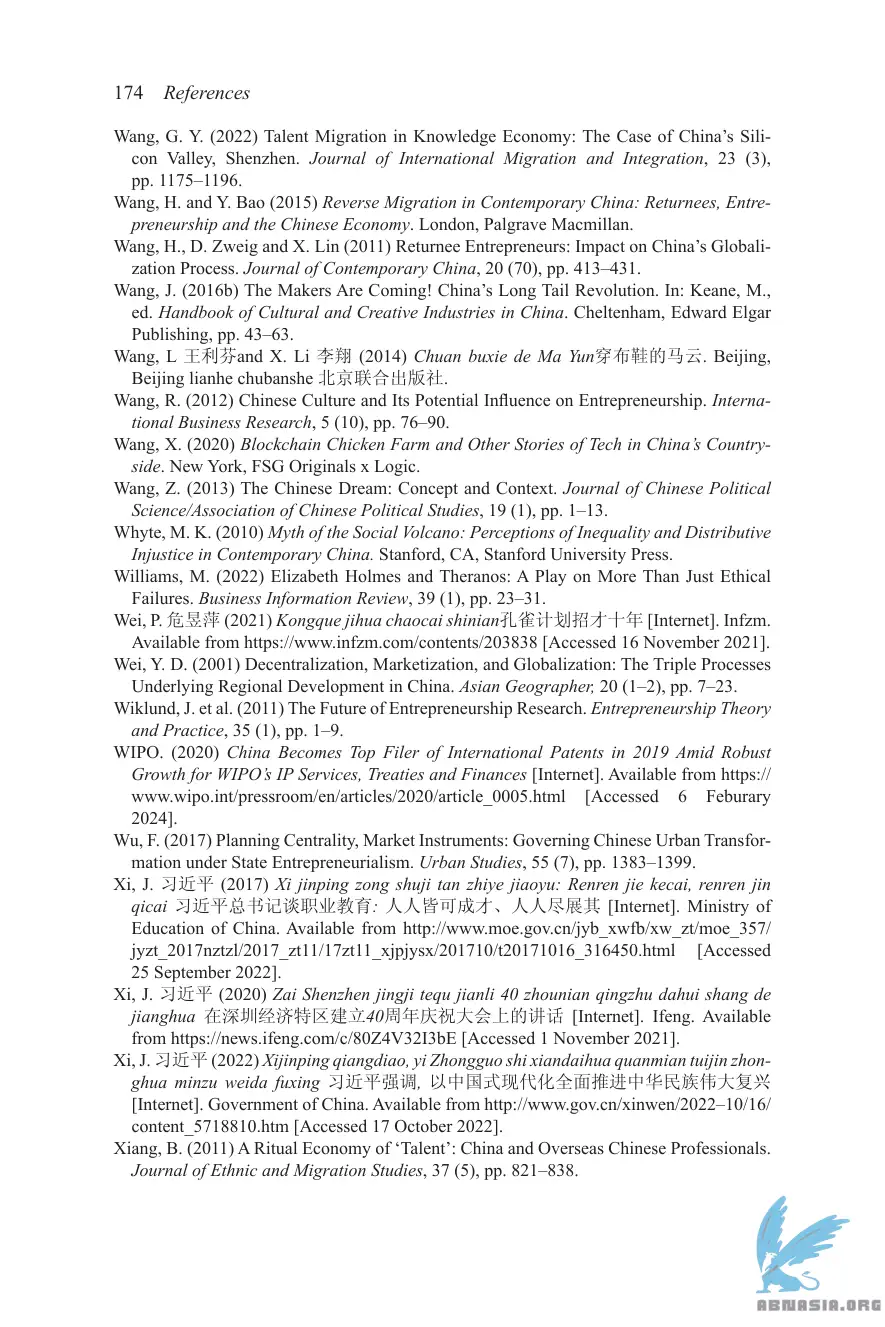 174 References
Wang, G. Y. (2022) Talent Migration in Knowledge Economy: The Case of China’s Sili-
con Valley, Shenzhen. Journal of International Migration and Integration, 23 (3),
pp. 1175–1196.
Wang, H. and Y. Bao (2015) Reverse Migration in Contemporary China: Returnees, Entre-
preneurship and the Chinese Economy. London, Palgrave Macmillan.
Wang, H., D. Zweig and X. Lin (2011) Returnee Entrepreneurs: Impact on China’s Globali-
zation Process. Journal of Contemporary China, 20 (70), pp. 413–431.
Wang, J. (2016b) The Makers Are Coming! China’s Long Tail Revolution. In: Keane, M.,
ed. Handbook of Cultural and Creative Industries in China. Cheltenham, Edward Elgar
Publishing, pp. 43–63.
Wang, L 王利芬and X. Li 李翔 (2014) Chuan buxie de Ma Yun穿布鞋的马云. Beijing,
Beijing lianhe chubanshe 北京联合出版社.
Wang, R. (2012) Chinese Culture and Its Potential Influence on Entrepreneurship. Interna-
tional Business Research, 5 (10), pp. 76–90.
Wang, X. (2020) Blockchain Chicken Farm and Other Stories of Tech in China’s Country-
side. New York, FSG Originals x Logic.
Wang, Z. (2013) The Chinese Dream: Concept and Context. Journal of Chinese Political
Science/Association of Chinese Political Studies, 19 (1), pp. 1–13.
Whyte, M. K. (2010) Myth of the Social Volcano: Perceptions of Inequality and Distributive
Injustice in Contemporary China. Stanford, CA, Stanford University Press.
Williams, M. (2022) Elizabeth Holmes and Theranos: A Play on More Than Just Ethical
Failures. Business Information Review, 39 (1), pp. 23–31.
Wei, P. 危昱萍 (2021) Kongque jihua chaocai shinian孔雀计划招才十年 [Internet]. Infzm.
Available from https://www.infzm.com/contents/203838 [Accessed 16 November 2021].
Wei, Y. D. (2001) Decentralization, Marketization, and Globalization: The Triple Processes
Underlying Regional Development in China. Asian Geographer, 20 (1–2), pp. 7–23.
Wiklund, J. et al. (2011) The Future of Entrepreneurship Research. Entrepreneurship Theory
and Practice, 35 (1), pp. 1–9.
WIPO. (2020) China Becomes Top Filer of International Patents in 2019 Amid Robust
Growth for WIPO’s IP Services, Treaties and Finances [Internet]. Available from https://
www.wipo.int/pressroom/en/articles/2020/article_0005.html [Accessed 6 Feburary
2024].
Wu, F. (2017) Planning Centrality, Market Instruments: Governing Chinese Urban Transfor-
mation under State Entrepreneurialism. Urban Studies, 55 (7), pp. 1383–1399.
Xi, J. 习近平 (2017) Xi jinping zong shuji tan zhiye jiaoyu: Renren jie kecai, renren jin
qicai 习近平总书记谈职业教育: 人人皆可成才、人人尽展其 [Internet]. Ministry of
Education of China. Available from http://www.moe.gov.cn/jyb_xwfb/xw_zt/moe_357/
jyzt_2017nztzl/2017_zt11/17zt11_xjpjysx/201710/t20171016_316450.html [Accessed
25 September 2022].
Xi, J. 习近平 (2020) Zai Shenzhen jingji tequ jianli 40 zhounian qingzhu dahui shang de
jianghua 在深圳经济特区建立40周年庆祝大会上的讲话 [Internet]. Ifeng. Available
from https://news.ifeng.com/c/80Z4V32I3bE [Accessed 1 November 2021].
Xi, J. 习近平 (2022) Xijinping qiangdiao, yi Zhongguo shi xiandaihua quanmian tuijin zhon-
ghua minzu weida fuxing 习近平强调, 以中国式现代化全面推进中华民族伟大复兴
[Internet]. Government of China. Available from http://www.gov.cn/xinwen/2022–10/16/
content_5718810.htm [Accessed 17 October 2022].
Xiang, B. (2011) A Ritual Economy of ‘Talent’: China and Overseas Chinese Professionals.
Journal of Ethnic and Migration Studies, 37 (5), pp. 821–838.
ABNASIA.ORG